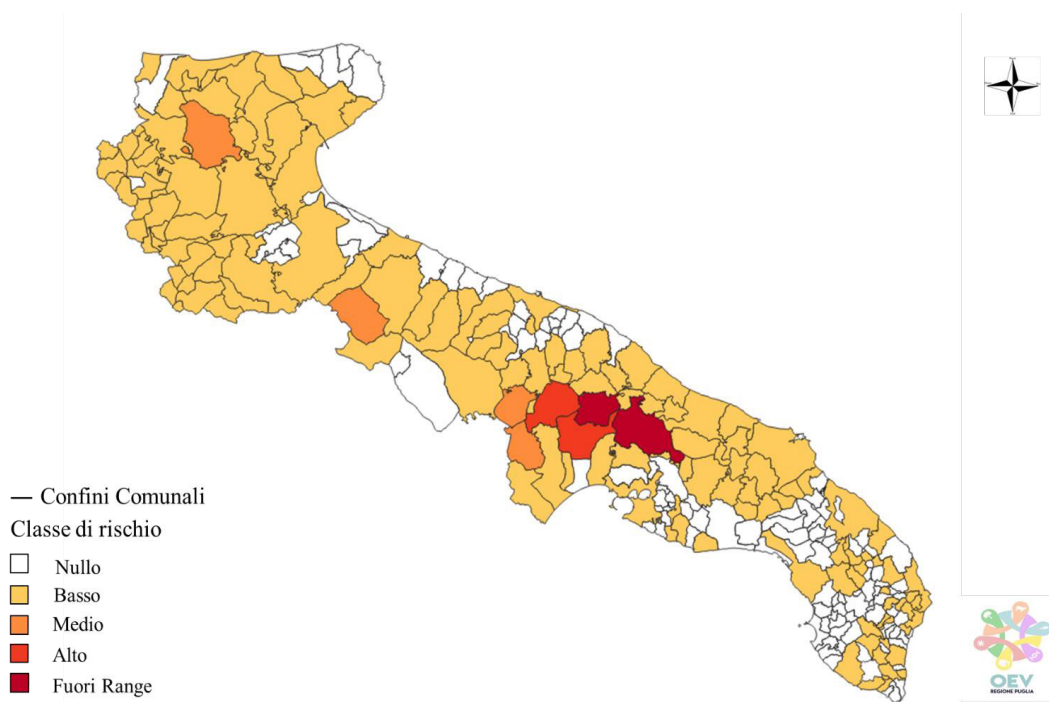 — Confini Comunali
Classe di rischio
Nullo
Basso
Medio
Alto
Fuori Range
OEV
REGIONE PUGLIA